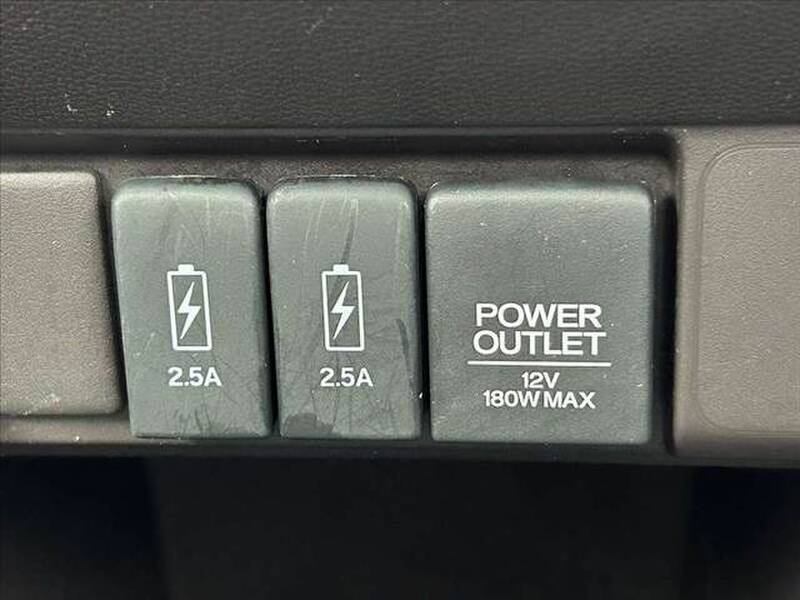 2.5A
2.5A
POWER
OUTLET
12V
180W MAX